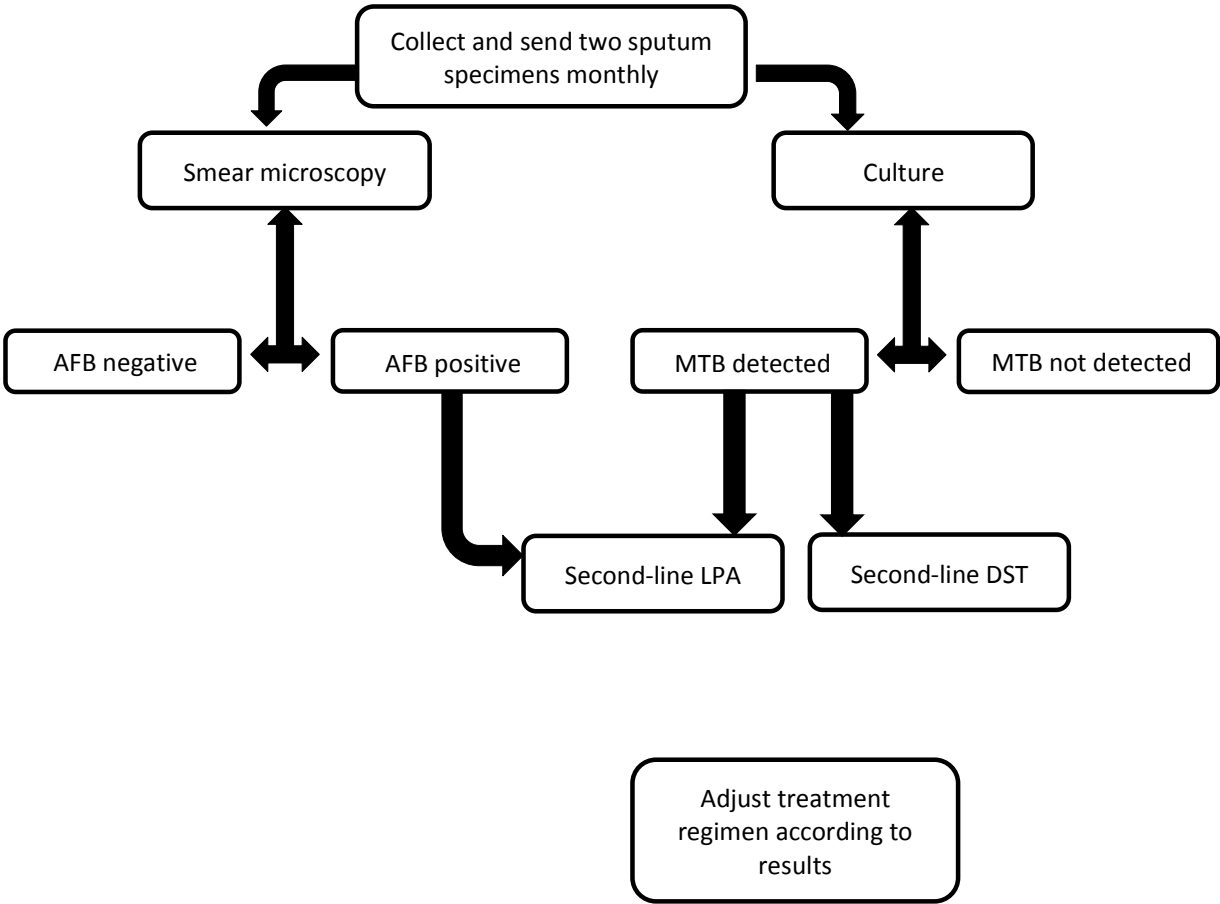 Collect and send two sputum
specimens monthly
Smear microscopy
Culture
AFB negative
AFB positive
MTB detected
MTB not detected
Second-line LPA
Second-line DST
Adjust treatment
regimen according to
results